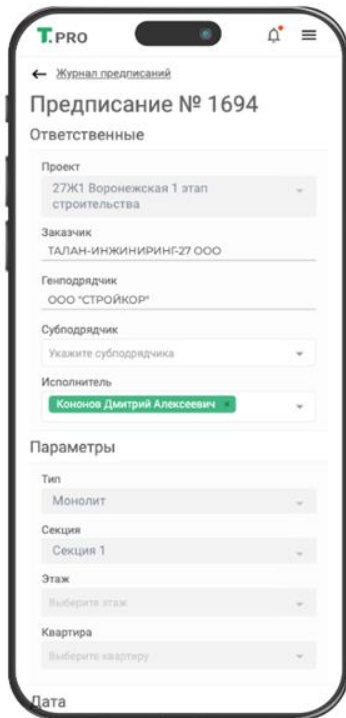 T.PRO
Журнал предписаний
Предписание № 1694
Ответственные
Проект
27Ж1 Воронежская 1 этап
строительства
Заказчик
ТАЛАН-ИНЖИНИРИНГ-27 ООО
Генподрядчик
ООО "СТРОЙКОР"
Субподрядчик
Укажите субподрядчика
Исполнитель
Кононов Дмитрий Алексеевич ×
Параметры
Тип
Монолит
Секция
Секция 1
Этаж
Выберите этаж
Квартира
Выберите квартиру
Дата